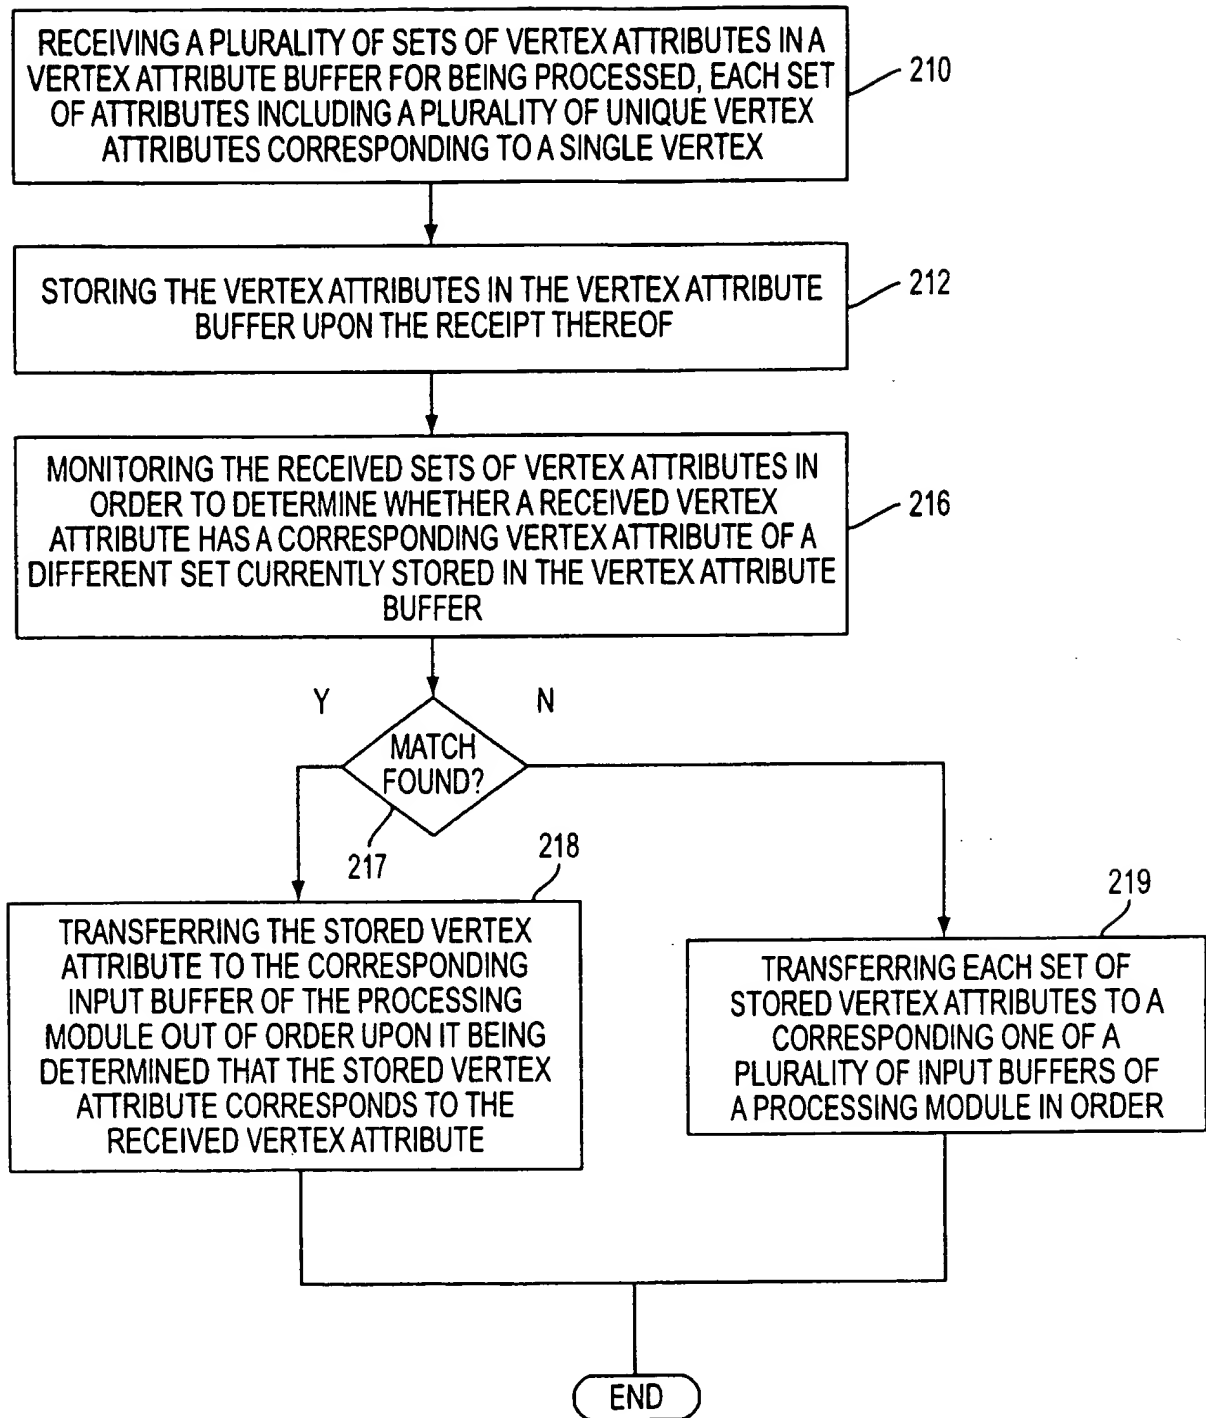 RECEIVING A PLURALITY OF SETS OF VERTEX ATTRIBUTES IN A
VERTEX ATTRIBUTE BUFFER FOR BEING PROCESSED, EACH SET
OF ATTRIBUTES INCLUDING A PLURALITY OF UNIQUE VERTEX
ATTRIBUTES CORRESPONDING TO A SINGLE VERTEX
210
STORING THE VERTEX ATTRIBUTES IN THE VERTEX ATTRIBUTE
BUFFER UPON THE RECEIPT THEREOF
212
MONITORING THE RECEIVED SETS OF VERTEX ATTRIBUTES IN
ORDER TO DETERMINE WHETHER A RECEIVED VERTEX
ATTRIBUTE HAS A CORRESPONDING VERTEX ATTRIBUTE OF A
DIFFERENT SET CURRENTLY STORED IN THE VERTEX ATTRIBUTE
BUFFER
216
Y
N
MATCH
FOUND?
217
218
TRANSFERRING THE STORED VERTEX
ATTRIBUTE TO THE CORRESPONDING
INPUT BUFFER OF THE PROCESSING
MODULE OUT OF ORDER UPON IT BEING
DETERMINED THAT THE STORED VERTEX
ATTRIBUTE CORRESPONDS TO THE
RECEIVED VERTEX ATTRIBUTE
219
TRANSFERRING EACH SET OF
STORED VERTEX ATTRIBUTES TO A
CORRESPONDING ONE OF A
PLURALITY OF INPUT BUFFERS OF
A PROCESSING MODULE IN ORDER
END